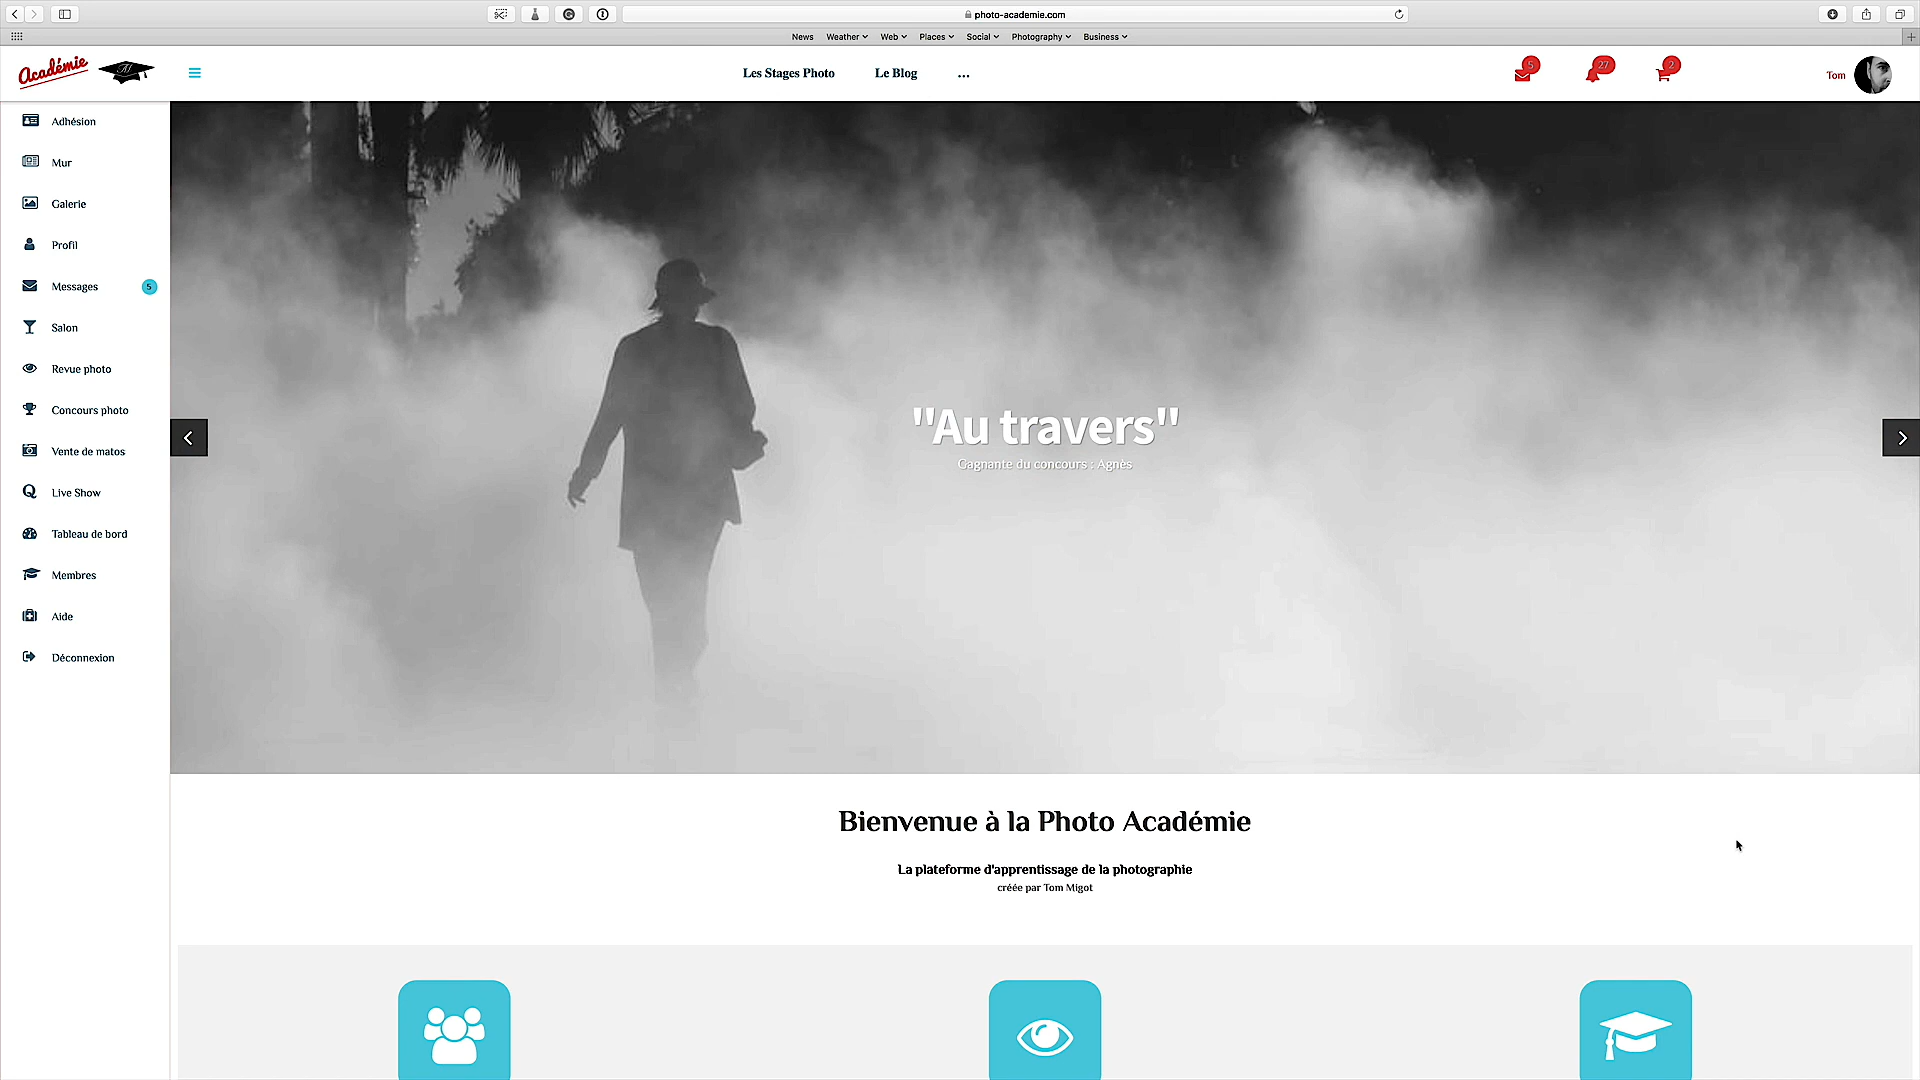 photo-academie.com
News Weather Web Places Social Photography Business
Académie
Les Stages Photo Le Blog ...
5 27 2
Tom
Adhésion
Mur
Galerie
Profil
Messages 5
Salon
Revue photo
Concours photo
Vente de matos
Live Show
Tableau de bord
Membres
Aide
Déconnexion
"Au travers"
Gagnante du concours : Agnès
Bienvenue à la Photo Académie
La plateforme d'apprentissage de la photographie
créée par Tom Migot